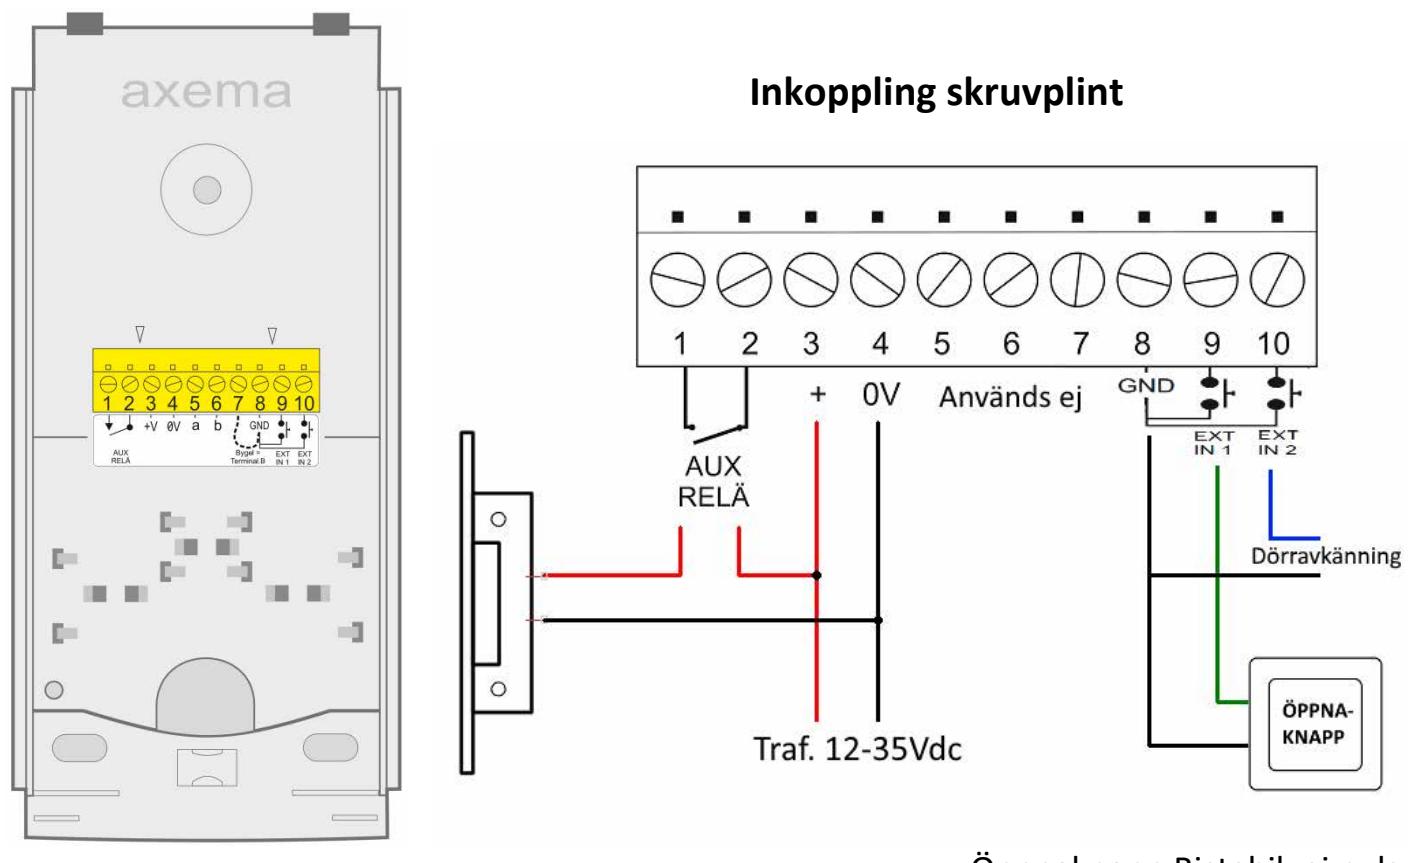 axema
1 2 3 4 5 6 7 8 9 10
+V 0V a b GND
AUX
RELÄ
Bygel =
Terminal B
EXT
IN 1
EXT
IN 2
Inkoppling skruvplint
1 2 3 4 5 6 7 8 9 10
+ 0V Används ej GND
EXT
IN 1
EXT
IN 2
AUX
RELÄ
Dörravkänning
ÖPPNA-
KNAPP
Traf. 12-35Vdc